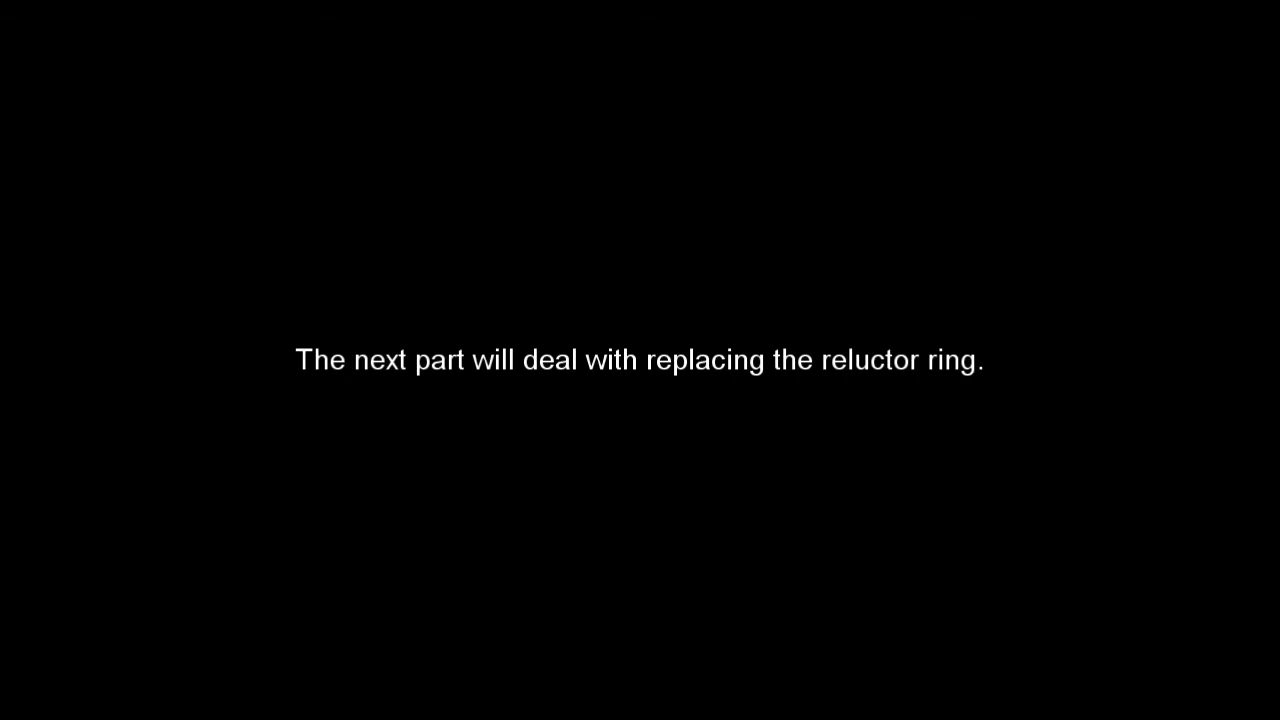 The next part will deal with replacing the reluctor ring.